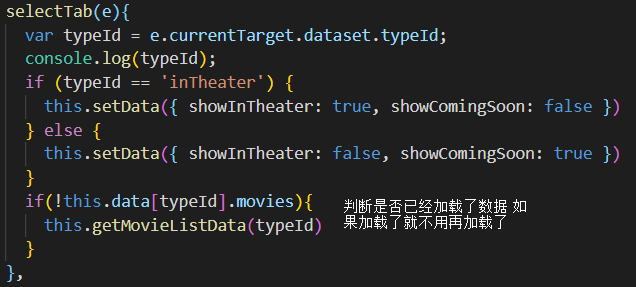 selectTab(e){
var typeId = e.currentTarget.dataset.typeId;
console.log(typeId);
if (typeId == 'inTheater') {
this.setData({ showInTheater: true, showComingSoon: false })
} else {
this.setData({ showInTheater: false, showComingSoon: true })
}
if(!this.data[typeId].movies){
this.getMovieListData(typeId)
}
},
判断是否已经加载了数据 如
果加载了就不用再加载了